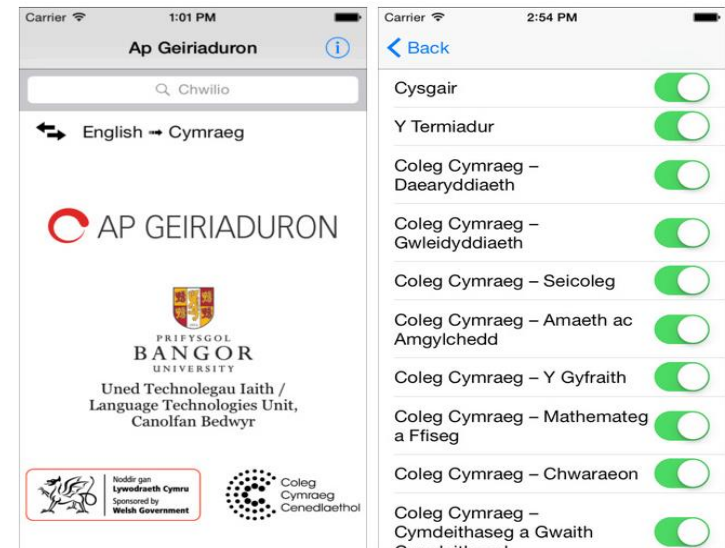 Carrier 1:01 PM
Ap Geiriaduron
Chwilio
English → Cymraeg
AP GEIRIADURON
PRIFYSGOL
BANGOR
UNIVERSITY
Uned Technolegau Iaith /
Language Technologies Unit,
Canolfan Bedwyr
Noddir gan
Lywodraeth Cymru
Sponsored by
Welsh Government
Coleg
Cymraeg
Cenedlaethol
Carrier 2:54 PM
Back
Cysgair
Y Termiadur
Coleg Cymraeg –
Daearyddiaeth
Coleg Cymraeg –
Gwleidyddiaeth
Coleg Cymraeg – Seicoleg
Coleg Cymraeg – Amaeth ac
Amgylchedd
Coleg Cymraeg – Y Gyfraith
Coleg Cymraeg – Mathemateg
a Ffiseg
Coleg Cymraeg – Chwaraeon
Coleg Cymraeg –
Cymdeithaseg a Gwaith